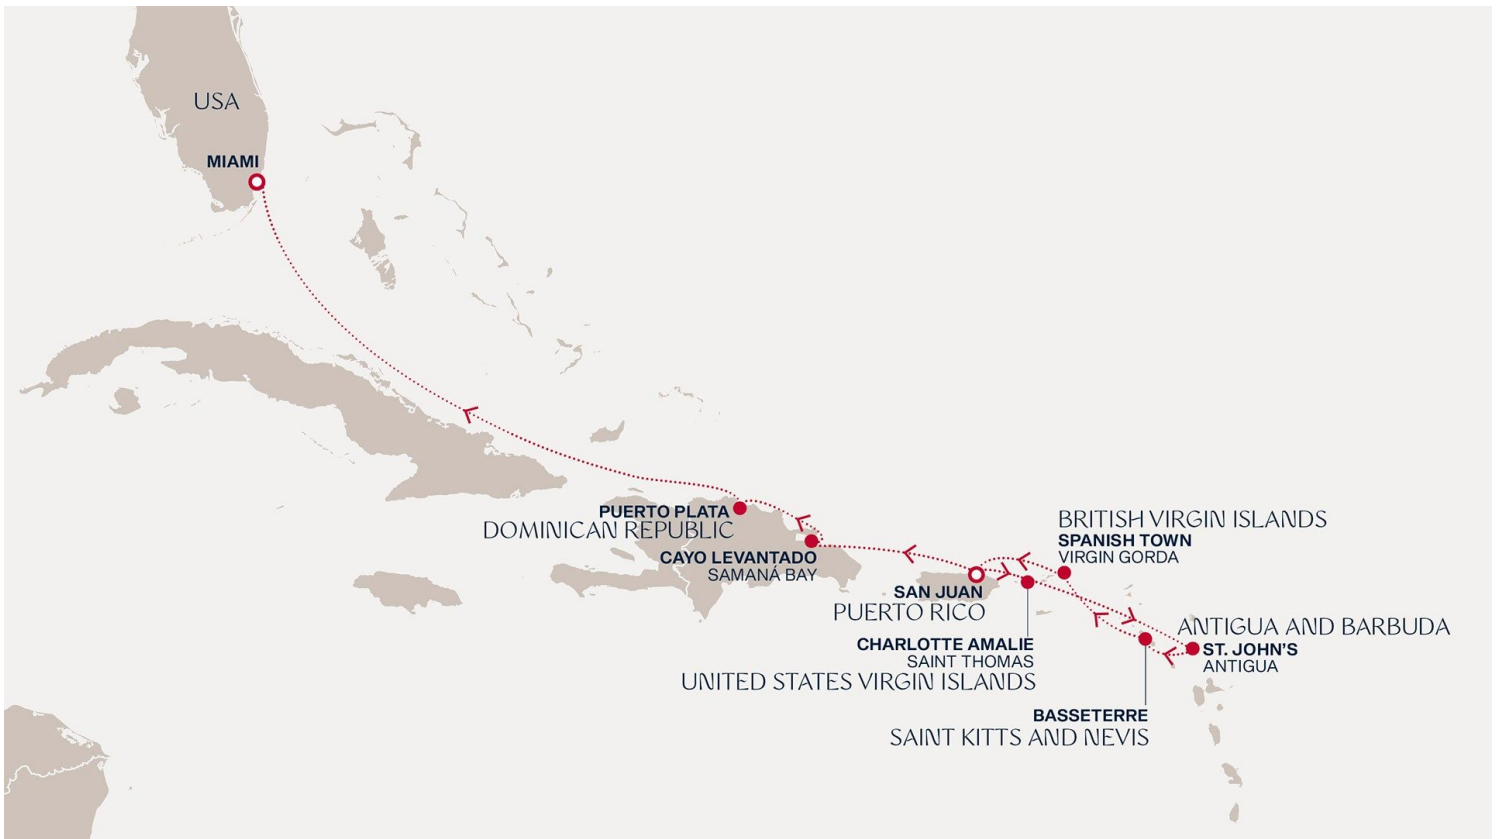 USA
MIAMI
PUERTO PLATA
DOMINICAN REPUBLIC
CAYO LEVANTADO
SAMANÁ BAY
SAN JUAN
PUERTO RICO
CHARLOTTE AMALIE
SAINT THOMAS
UNITED STATES VIRGIN ISLANDS
BRITISH VIRGIN ISLANDS
SPANISH TOWN
VIRGIN GORDA
ANTIGUA AND BARBUDA
ST. JOHN'S
ANTIGUA
BASSETERRE
SAINT KITTS AND NEVIS